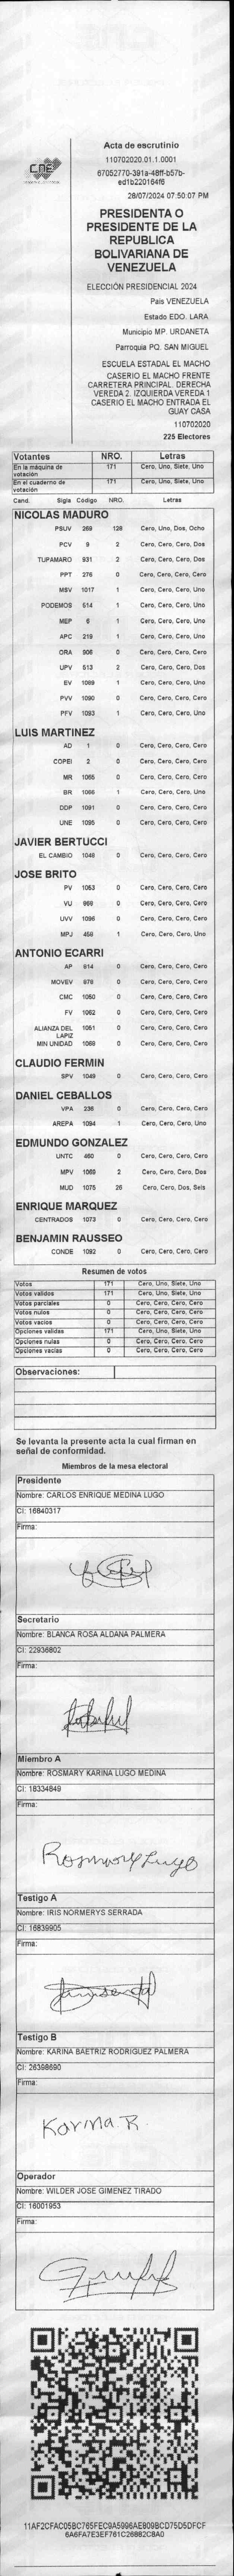 CNE
Acta de escrutinio
110702020.01.1.0001
67052770-391a-48ff-b57b-
ed1b220164f6
28/07/2024 07:50:07 PM
PRESIDENTA O
PRESIDENTE DE LA
REPUBLICA
BOLIVARIANA DE
VENEZUELA
ELECCIÓN PRESIDENCIAL 2024
País VENEZUELA
Estado EDO. LARA
Municipio MP. URDANETA
Parroquia PQ. SAN MIGUEL
ESCUELA ESTADAL EL MACHO
CASERIO EL MACHO FRENTE
CARRETERA PRINCIPAL. DERECHA
VEREDA 2. IZQUIERDA VEREDA 1
CASERIO EL MACHO ENTRADA EL
GUAY CASA
110702020
225 Electores
Votantes NRO. Letras
En la máquina de votación 171 Cero, Uno, Siete, Uno
En el cuaderno de votación 171 Cero, Uno, Siete, Uno
Cand. Sigla Código NRO. Letras
NICOLAS MADURO
PSUV 269 128 Cero, Uno, Dos, Ocho
PCV 9 2 Cero, Cero, Cero, Dos
TUPAMARO 931 2 Cero, Cero, Cero, Dos
PPT 276 0 Cero, Cero, Cero, Cero
MSV 1017 1 Cero, Cero, Cero, Uno
PODEMOS 514 1 Cero, Cero, Cero, Uno
MEP 6 1 Cero, Cero, Cero, Uno
APC 219 1 Cero, Cero, Cero, Uno
ORA 906 0 Cero, Cero, Cero, Cero
UPV 513 2 Cero, Cero, Cero, Dos
EV 1089 1 Cero, Cero, Cero, Uno
PVV 1090 0 Cero, Cero, Cero, Cero
PFV 1093 1 Cero, Cero, Cero, Uno
LUIS MARTINEZ
AD 1 0 Cero, Cero, Cero, Cero
COPEI 2 0 Cero, Cero, Cero, Cero
MR 1065 0 Cero, Cero, Cero, Cero
BR 1066 1 Cero, Cero, Cero, Uno
DDP 1091 0 Cero, Cero, Cero, Cero
UNE 1095 0 Cero, Cero, Cero, Cero
JAVIER BERTUCCI
EL CAMBIO 1048 0 Cero, Cero, Cero, Cero
JOSE BRITO
PV 1053 0 Cero, Cero, Cero, Cero
VU 968 0 Cero, Cero, Cero, Cero
UVV 1096 0 Cero, Cero, Cero, Cero
MPJ 456 1 Cero, Cero, Cero, Uno
ANTONIO ECARRI
AP 914 0 Cero, Cero, Cero, Cero
MOVEV 978 0 Cero, Cero, Cero, Cero
CMC 1050 0 Cero, Cero, Cero, Cero
FV 1062 0 Cero, Cero, Cero, Cero
ALIANZA DEL LAPIZ 1051 0 Cero, Cero, Cero, Cero
MIN UNIDAD 1068 0 Cero, Cero, Cero, Cero
CLAUDIO FERMIN
SPV 1049 0 Cero, Cero, Cero, Cero
DANIEL CEBALLOS
VPA 236 0 Cero, Cero, Cero, Cero
AREPA 1094 1 Cero, Cero, Cero, Uno
EDMUNDO GONZALEZ
UNTC 460 0 Cero, Cero, Cero, Cero
MPV 1069 2 Cero, Cero, Cero, Dos
MUD 1075 26 Cero, Cero, Dos, Seis
ENRIQUE MARQUEZ
CENTRADOS 1073 0 Cero, Cero, Cero, Cero
BENJAMIN RAUSSEO
CONDE 1092 0 Cero, Cero, Cero, Cero
Resumen de votos
Votos 171 Cero, Uno, Siete, Uno
Votos validos 171 Cero, Uno, Siete, Uno
Votos parciales 0 Cero, Cero, Cero, Cero
Votos nulos 0 Cero, Cero, Cero, Cero
Votos vacios 0 Cero, Cero, Cero, Cero
Opciones validas 171 Cero, Uno, Siete, Uno
Opciones nulas 0 Cero, Cero, Cero, Cero
Opciones vacias 0 Cero, Cero, Cero, Cero
Observaciones:
Se levanta la presente acta la cual firman en
señal de conformidad.
Miembros de la mesa electoral
Presidente
Nombre: CARLOS ENRIQUE MEDINA LUGO
CI: 16840317
Firma:
Secretario
Nombre: BLANCA ROSA ALDANA PALMERA
CI: 22936802
Firma:
Miembro A
Nombre: ROSMARY KARINA LUGO MEDINA
CI: 18334849
Firma:
Rosmary Lugo
Testigo A
Nombre: IRIS NORMERYS SERRADA
CI: 16839905
Firma:
Testigo B
Nombre: KARINA BAETRIZ RODRIGUEZ PALMERA
CI: 26398690
Firma:
Karina R.
Operador
Nombre: WILDER JOSE GIMENEZ TIRADO
CI: 16001953
Firma:
11AF2CFAC05BC765FEC9A5996AE809BCD75D5DFCF
6A6FA7E3EF761C26882C8A0